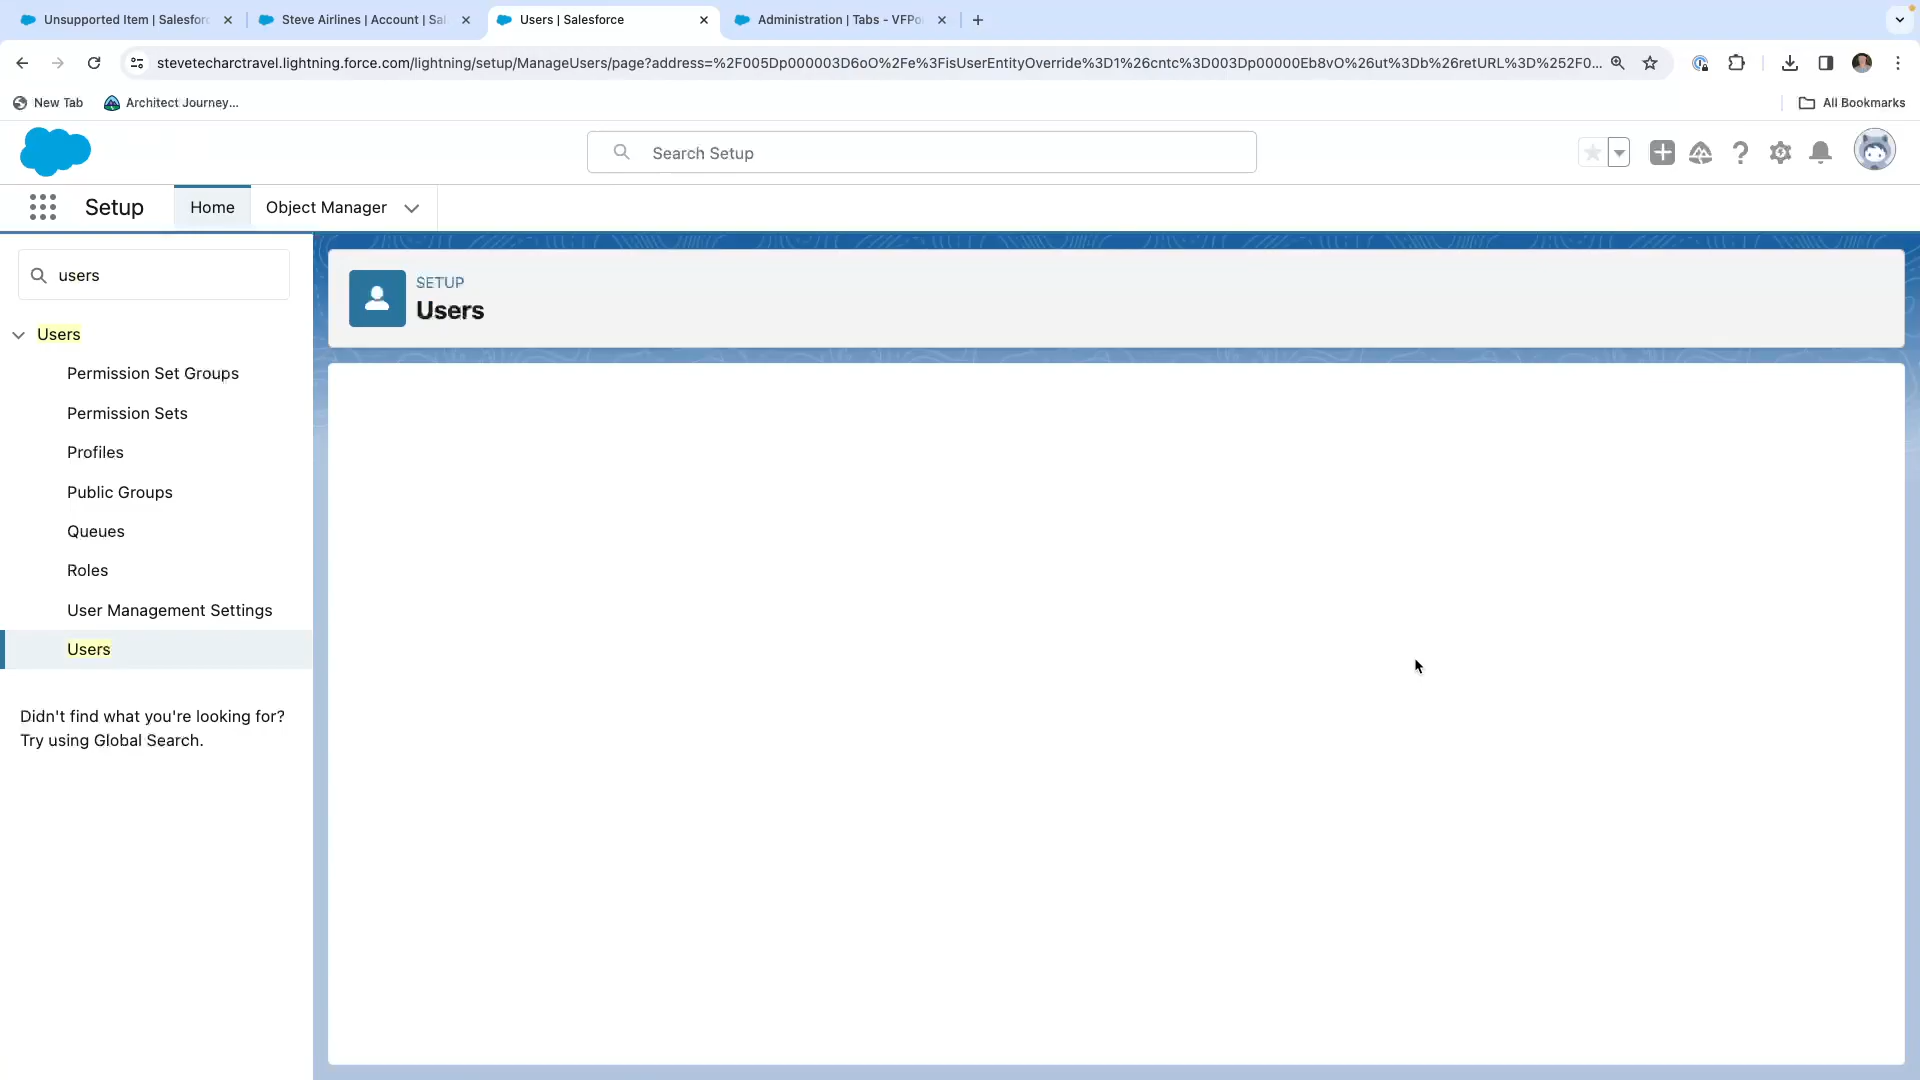 Unsupported Item | Salesforc
Steve Airlines | Account | Sal
Users | Salesforce
Administration | Tabs - VFPo
stevetecharctravel.lightning.force.com/lightning/setup/ManageUsers/page?address=%2F005Dp000003D6oO%2Fe%3FisUserEntityOverride%3D1%26cntc%3D003Dp00000Eb8vO%26ut%3Db%26retURL%3D%252F0...
New Tab
Architect Journey...
All Bookmarks
Search Setup
Setup
Home
Object Manager
users
SETUP
Users
Users
Permission Set Groups
Permission Sets
Profiles
Public Groups
Queues
Roles
User Management Settings
Users
Didn't find what you're looking for?
Try using Global Search.